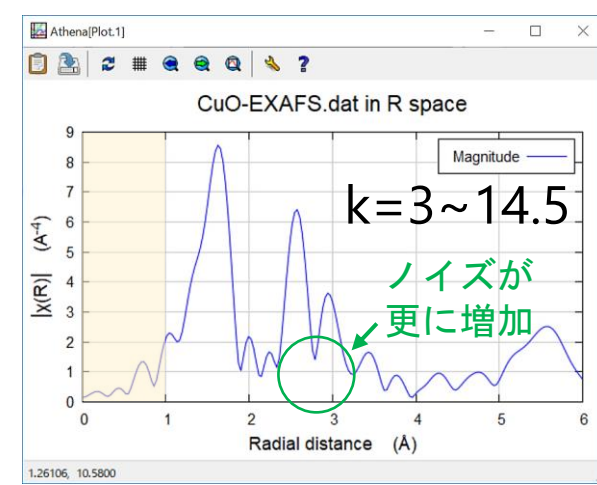 Athena[Plot.1]
CuO-EXAFS.dat in R space
Magnitude
k=3~14.5
ノイズが
更に増加
|χ(R)| (Å⁻⁴)
9
8
7
6
5
4
3
2
1
0
0 1 2 3 4 5 6
Radial distance (Å)
1.26106, 10.5800